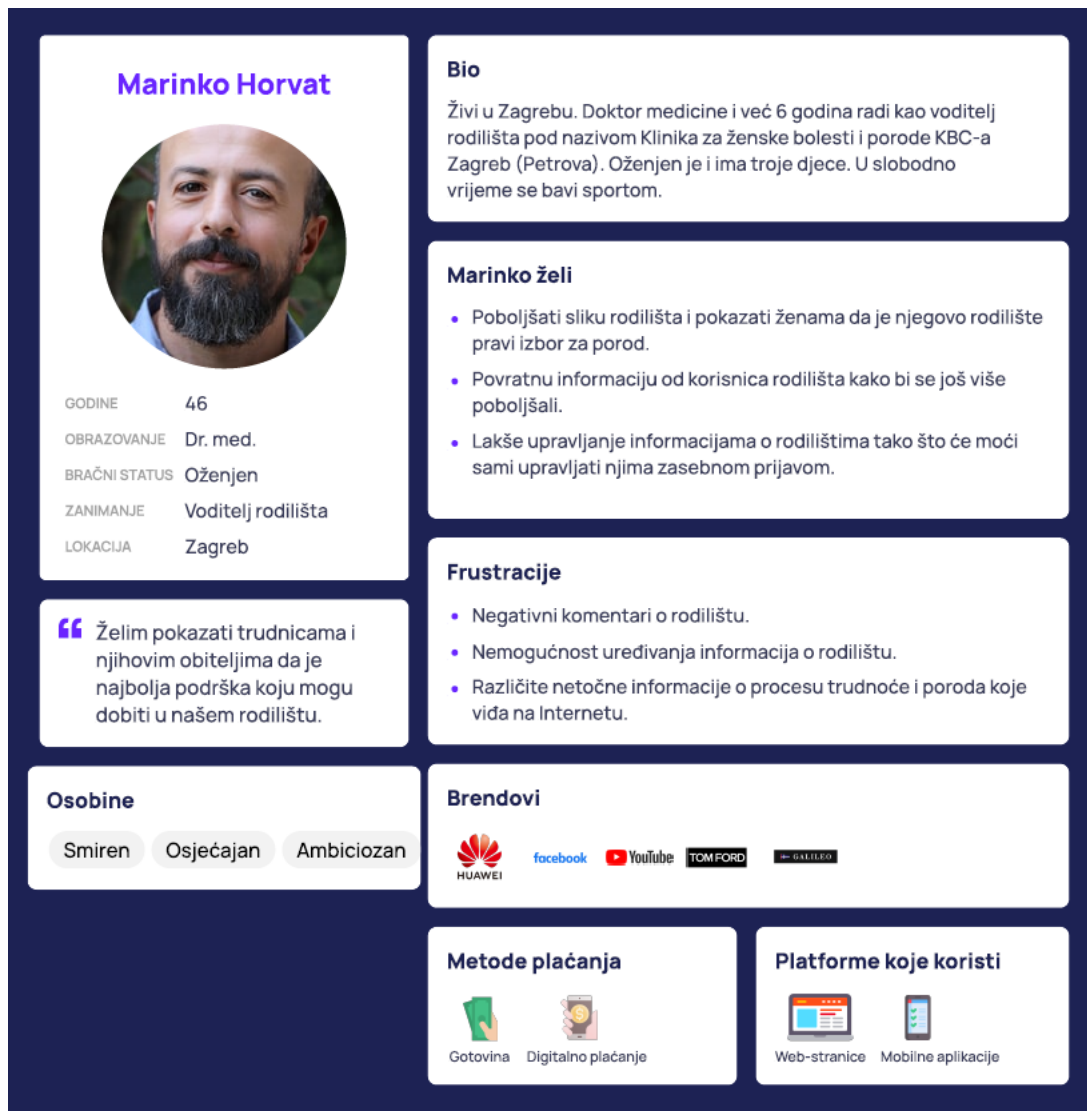 Marinko Horvat
GODINE 46
OBRAZOVANJE Dr. med.
BRAČNI STATUS Oženjen
ZANIMANJE Voditelj rodilišta
LOKACIJA Zagreb
Želim pokazati trudnicama i
njihovim obiteljima da je
najbolja podrška koju mogu
dobiti u našem rodilištu.
Osobine
Smiren Osjećajan Ambiciozan
Bio
Živi u Zagrebu. Doktor medicine i već 6 godina radi kao voditelj
rodilišta pod nazivom Klinika za ženske bolesti i porode KBC-a
Zagreb (Petrova). Oženjen je i ima troje djece. U slobodno
vrijeme se bavi sportom.
Marinko želi
• Poboljšati sliku rodilišta i pokazati ženama da je njegovo rodilište
pravi izbor za porod.
• Povratnu informaciju od korisnica rodilišta kako bi se još više
poboljšali.
• Lakše upravljanje informacijama o rodilištima tako što će moći
sami upravljati njima zasebnom prijavom.
Frustracije
• Negativni komentari o rodilištu.
• Nemogućnost uređivanja informacija o rodilištu.
• Različite netočne informacije o procesu trudnoće i poroda koje
viđa na Internetu.
Brendovi
HUAWEI facebook YouTube TOM FORD GALILEO
Metode plaćanja
Gotovina Digitalno plaćanje
Platforme koje koristi
Web-stranice Mobilne aplikacije